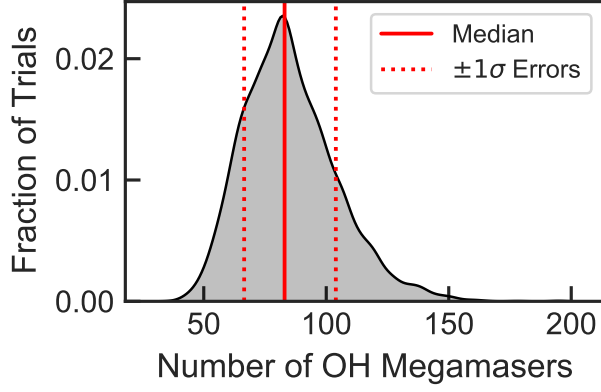 Median
±1σ Errors
Fraction of Trials
0.02
0.01
0.00
50
100
150
200
Number of OH Megamasers